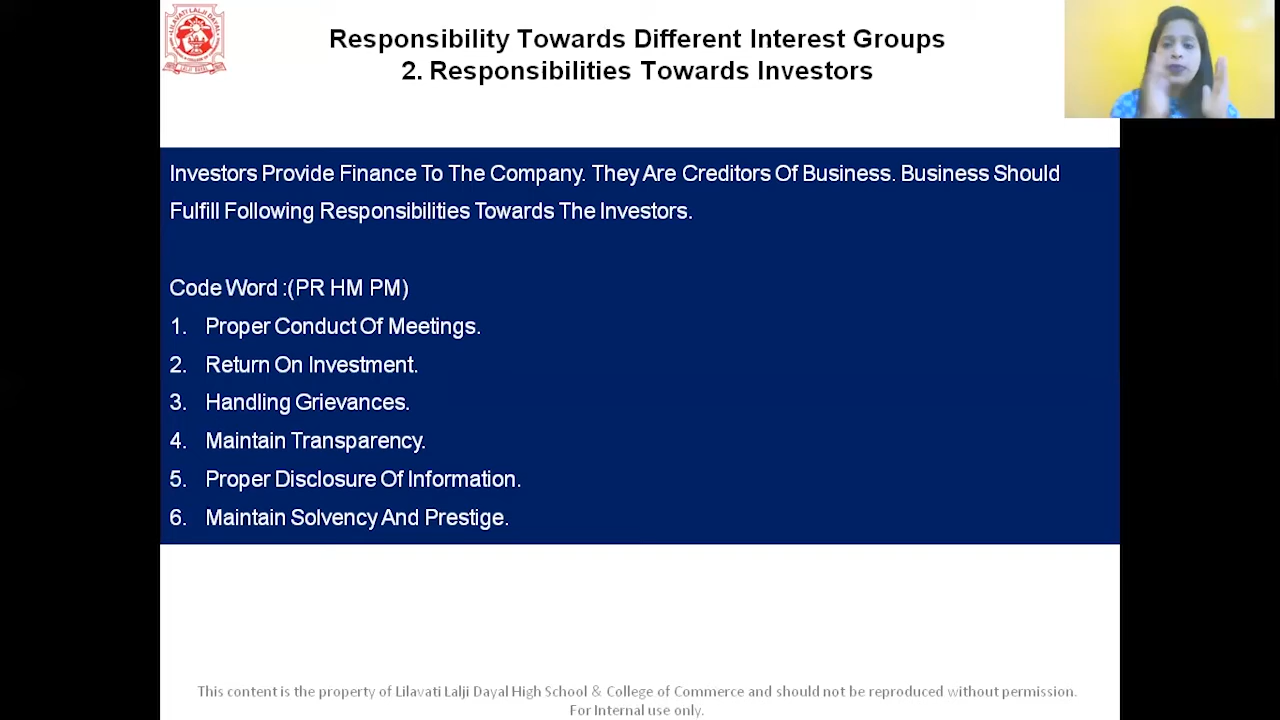 LILAVATI LALJI DAYAL
Responsibility Towards Different Interest Groups
2. Responsibilities Towards Investors
Investors Provide Finance To The Company. They Are Creditors Of Business. Business Should
Fulfill Following Responsibilities Towards The Investors.
Code Word :(PR HM PM)
1. Proper Conduct Of Meetings.
2. Return On Investment.
3. Handling Grievances.
4. Maintain Transparency.
5. Proper Disclosure Of Information.
6. Maintain Solvency And Prestige.
This content is the property of Lilavati Lalji Dayal High School & College of Commerce and should not be reproduced without permission.
For Internal use only.